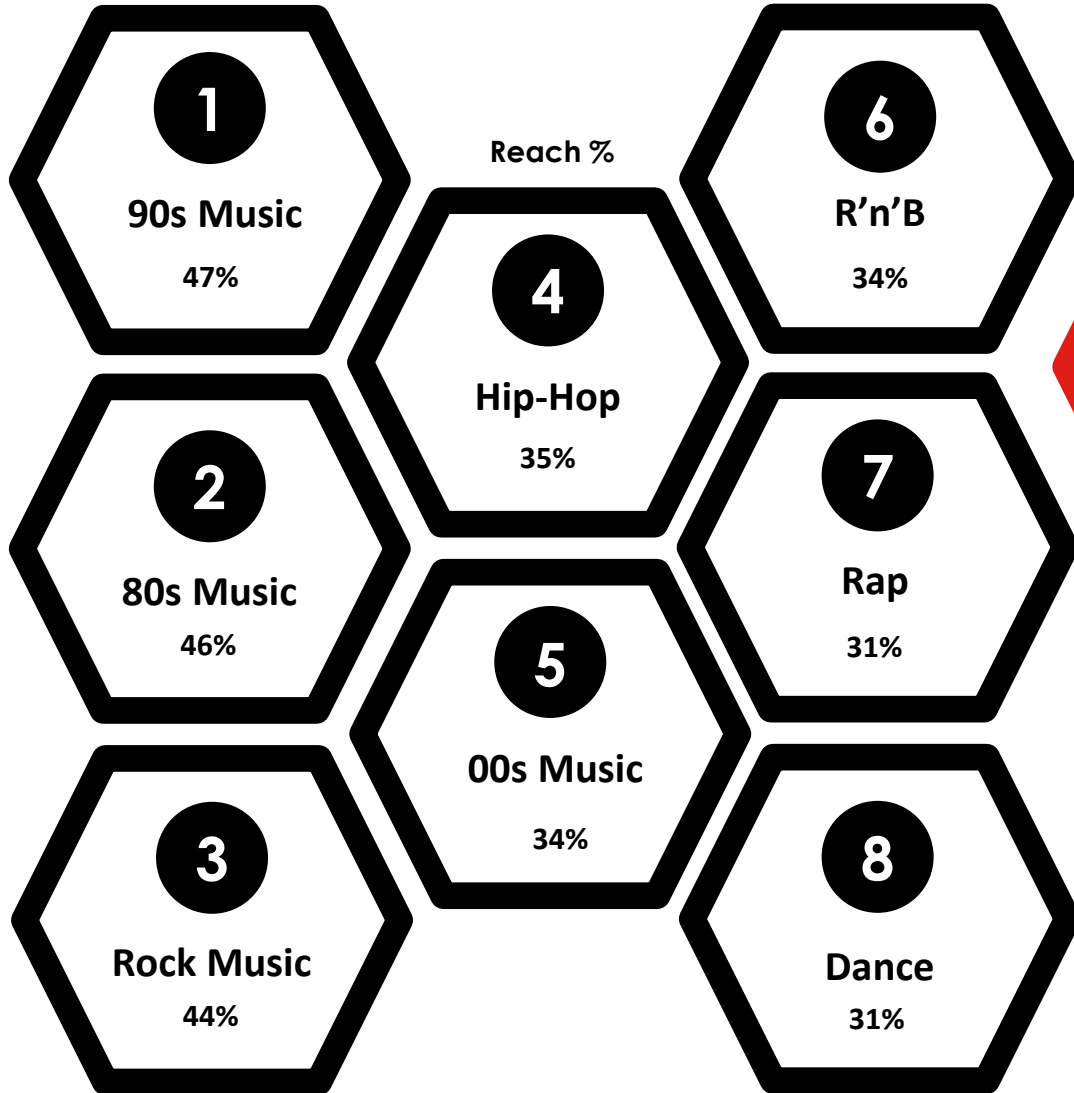 1
90s Music
47%
2
80s Music
46%
3
Rock Music
44%
Reach %
4
Hip-Hop
35%
5
00s Music
34%
6
R’n’B
34%
7
Rap
31%
8
Dance
31%